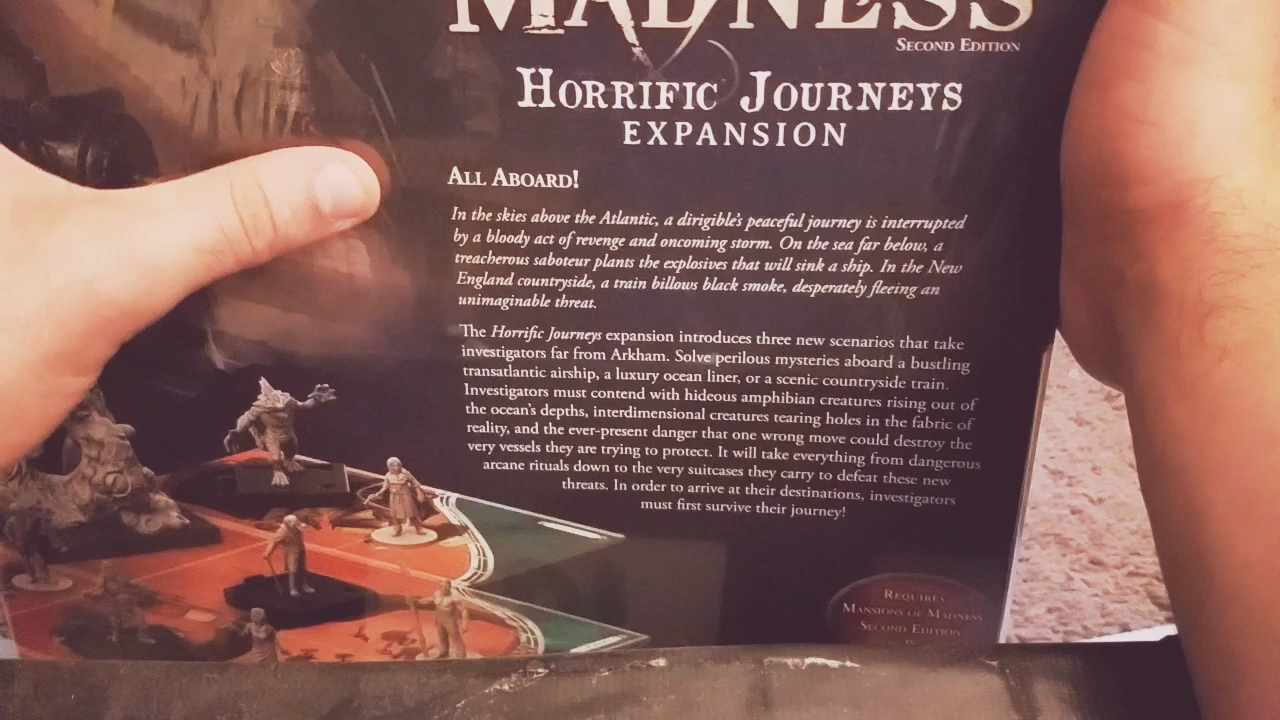 MADNESS
SECOND EDITION
HORRIFIC JOURNEYS
EXPANSION
ALL ABOARD!
In the skies above the Atlantic, a dirigible's peaceful journey is interrupted
by a bloody act of revenge and oncoming storm. On the sea far below, a
treacherous saboteur plants the explosives that will sink a ship. In the New
England countryside, a train billows black smoke, desperately fleeing an
unimaginable threat.
The Horrific Journeys expansion introduces three new scenarios that take
investigators far from Arkham. Solve perilous mysteries aboard a bustling
transatlantic airship, a luxury ocean liner, or a scenic countryside train.
Investigators must contend with hideous amphibian creatures rising out of
the ocean's depths, interdimensional creatures tearing holes in the fabric of
reality, and the ever-present danger that one wrong move could destroy the
very vessels they are trying to protect. It will take everything from dangerous
arcane rituals down to the very suitcases they carry to defeat these new
threats. In order to arrive at their destinations, investigators
must first survive their journey!
REQUIRES
MANSIONS OF MADNESS
SECOND EDITION